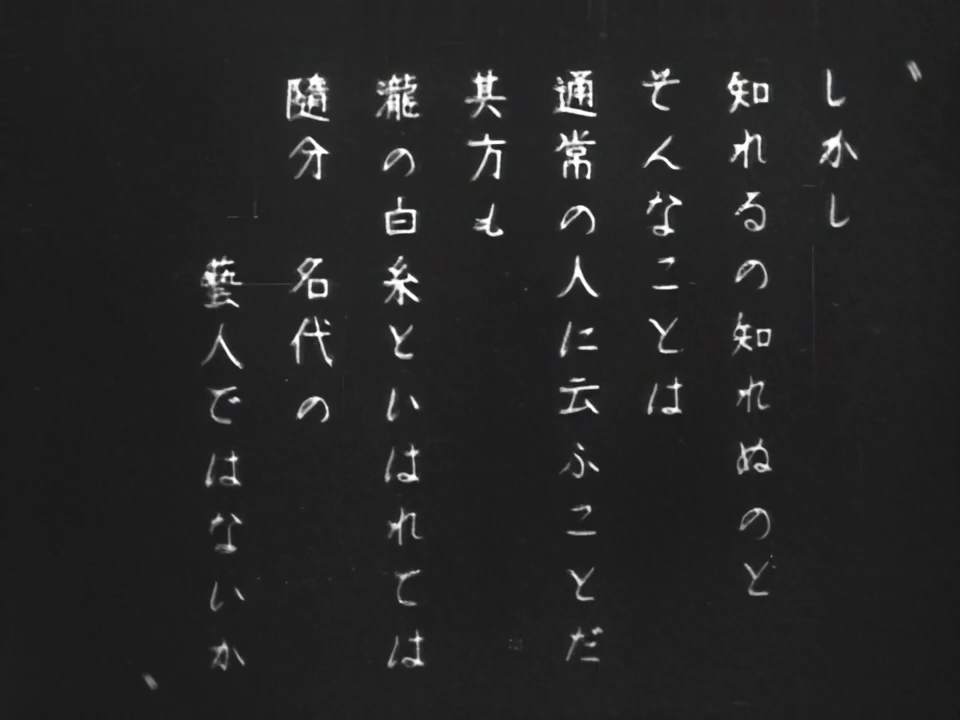 〝しかし
知れるの知れぬのと
そんなことは
通常の人に云ふことだ
其方も
瀧の白糸といはれては
隨分 名代の
藝人ではないか〟